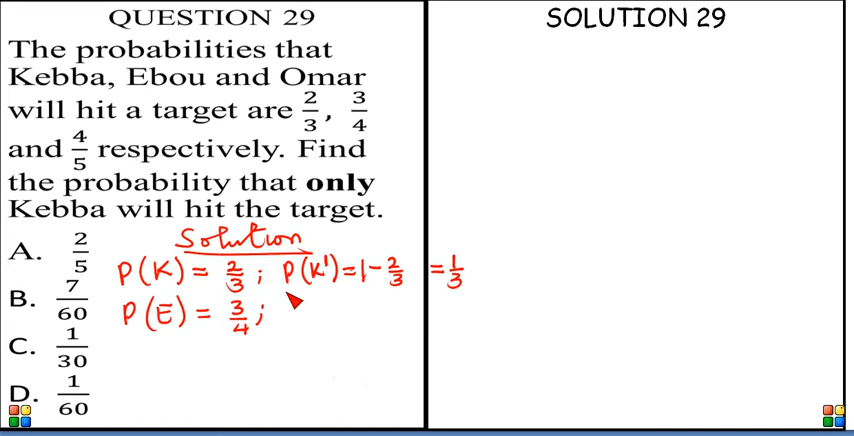 QUESTION 29
The probabilities that
Kebba, Ebou and Omar
will hit a target are 2/3, 3/4
and 4/5 respectively. Find
the probability that only
Kebba will hit the target.
A. 2/5
B. 7/60
C. 1/30
D. 1/60
Solution
P(K) = 2/3; P(K') = 1 - 2/3 = 1/3
P(E) = 3/4;
SOLUTION 29